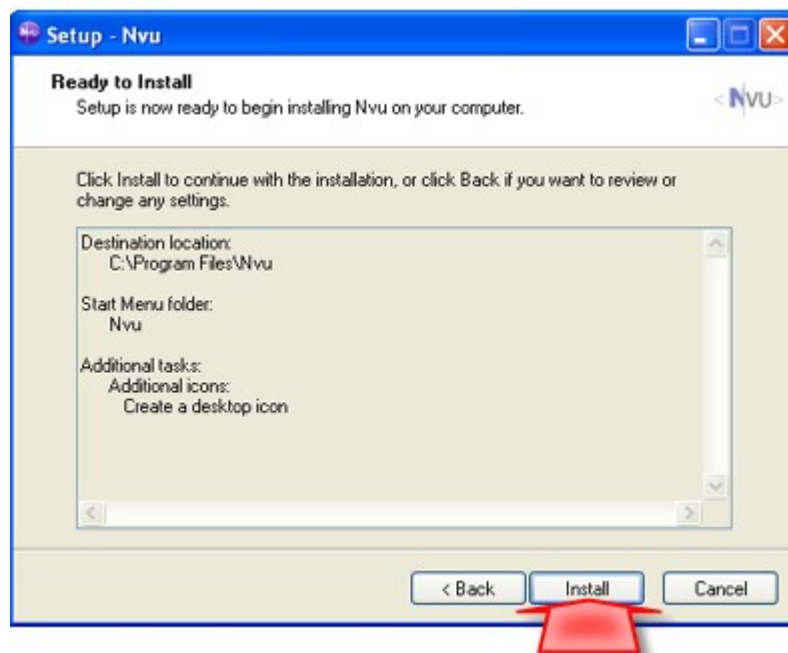 Setup - Nvu
Ready to Install
Setup is now ready to begin installing Nvu on your computer.
<NVU>
Click Install to continue with the installation, or click Back if you want to review or
change any settings.
Destination location:
C:\Program Files\Nvu
Start Menu folder:
Nvu
Additional tasks:
Additional icons:
Create a desktop icon
< Back
Install
Cancel